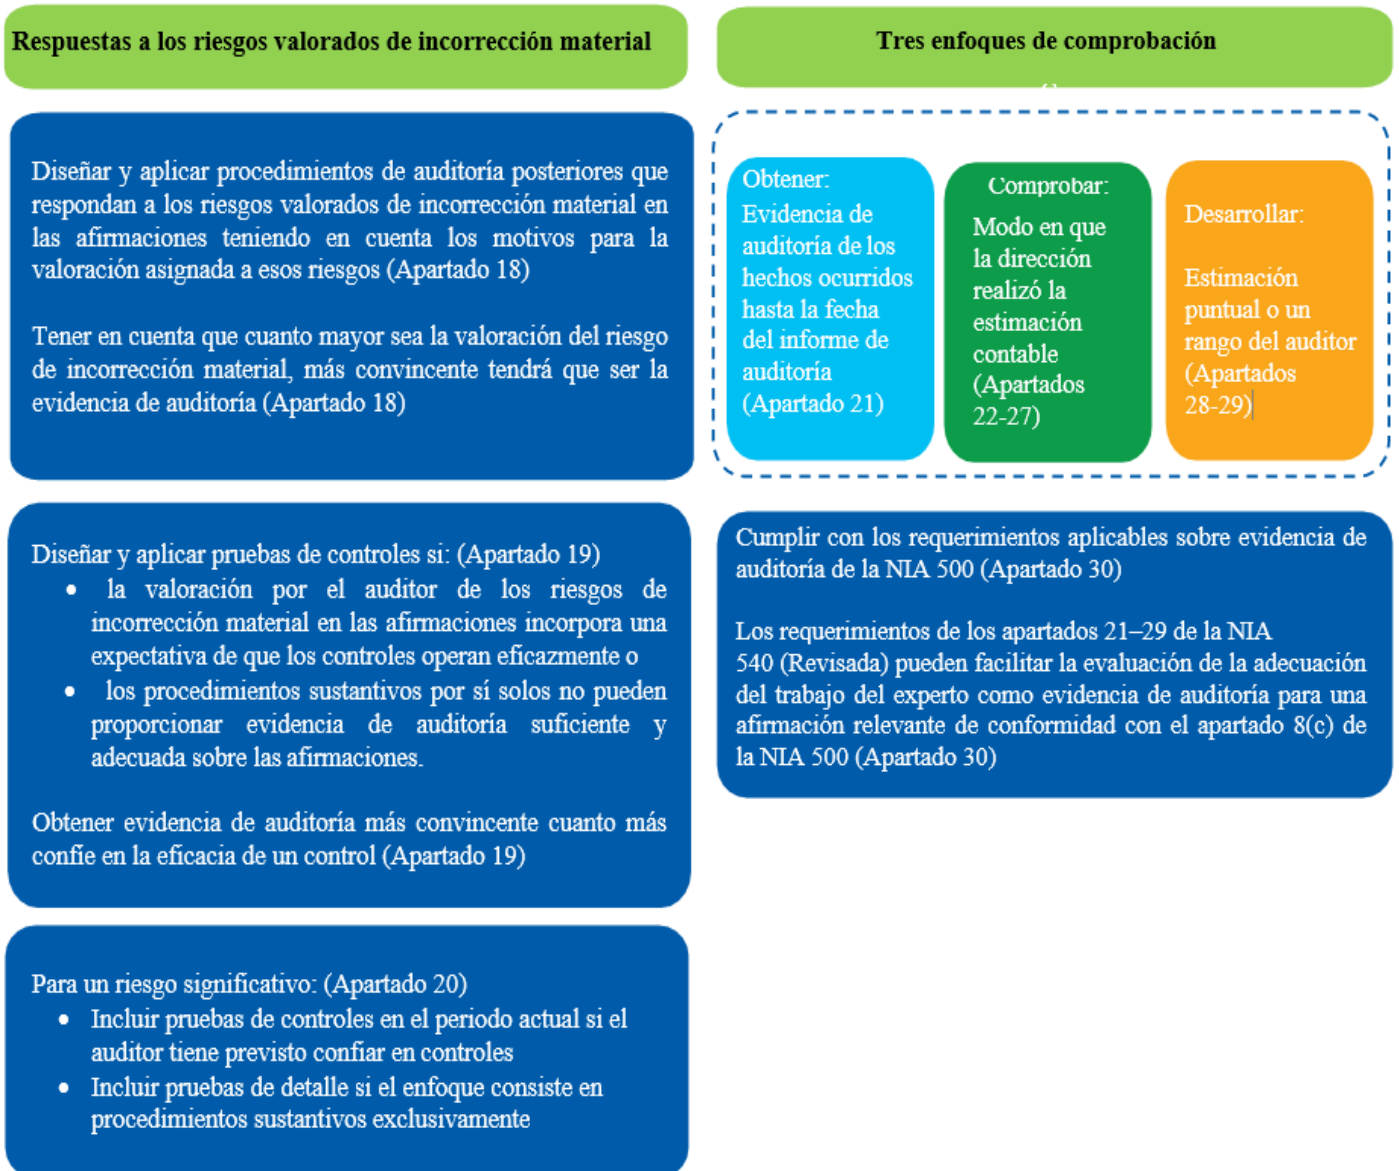 Respuestas a los riesgos valorados de incorrección material
Diseñar y aplicar procedimientos de auditoría posteriores que
respondan a los riesgos valorados de incorrección material en
las afirmaciones teniendo en cuenta los motivos para la
valoración asignada a esos riesgos (Apartado 18)
Tener en cuenta que cuanto mayor sea la valoración del riesgo
de incorrección material, más convincente tendrá que ser la
evidencia de auditoría (Apartado 18)
Diseñar y aplicar pruebas de controles si: (Apartado 19)
• la valoración por el auditor de los riesgos de
incorrección material en las afirmaciones incorpora una
expectativa de que los controles operan eficazmente o
• los procedimientos sustantivos por sí solos no pueden
proporcionar evidencia de auditoría suficiente y
adecuada sobre las afirmaciones.
Obtener evidencia de auditoría más convincente cuanto más
confíe en la eficacia de un control (Apartado 19)
Para un riesgo significativo: (Apartado 20)
• Incluir pruebas de controles en el periodo actual si el
auditor tiene previsto confiar en controles
• Incluir pruebas de detalle si el enfoque consiste en
procedimientos sustantivos exclusivamente
Tres enfoques de comprobación
Obtener:
Evidencia de
auditoría de los
hechos ocurridos
hasta la fecha
del informe de
auditoría
(Apartado 21)
Comprobar:
Modo en que
la dirección
realizó la
estimación
contable
(Apartados
22-27)
Desarrollar:
Estimación
puntual o un
rango del auditor
(Apartados
28-29)
Cumplir con los requerimientos aplicables sobre evidencia de
auditoría de la NIA 500 (Apartado 30)
Los requerimientos de los apartados 21–29 de la NIA
540 (Revisada) pueden facilitar la evaluación de la adecuación
del trabajo del experto como evidencia de auditoría para una
afirmación relevante de conformidad con el apartado 8(c) de
la NIA 500 (Apartado 30)